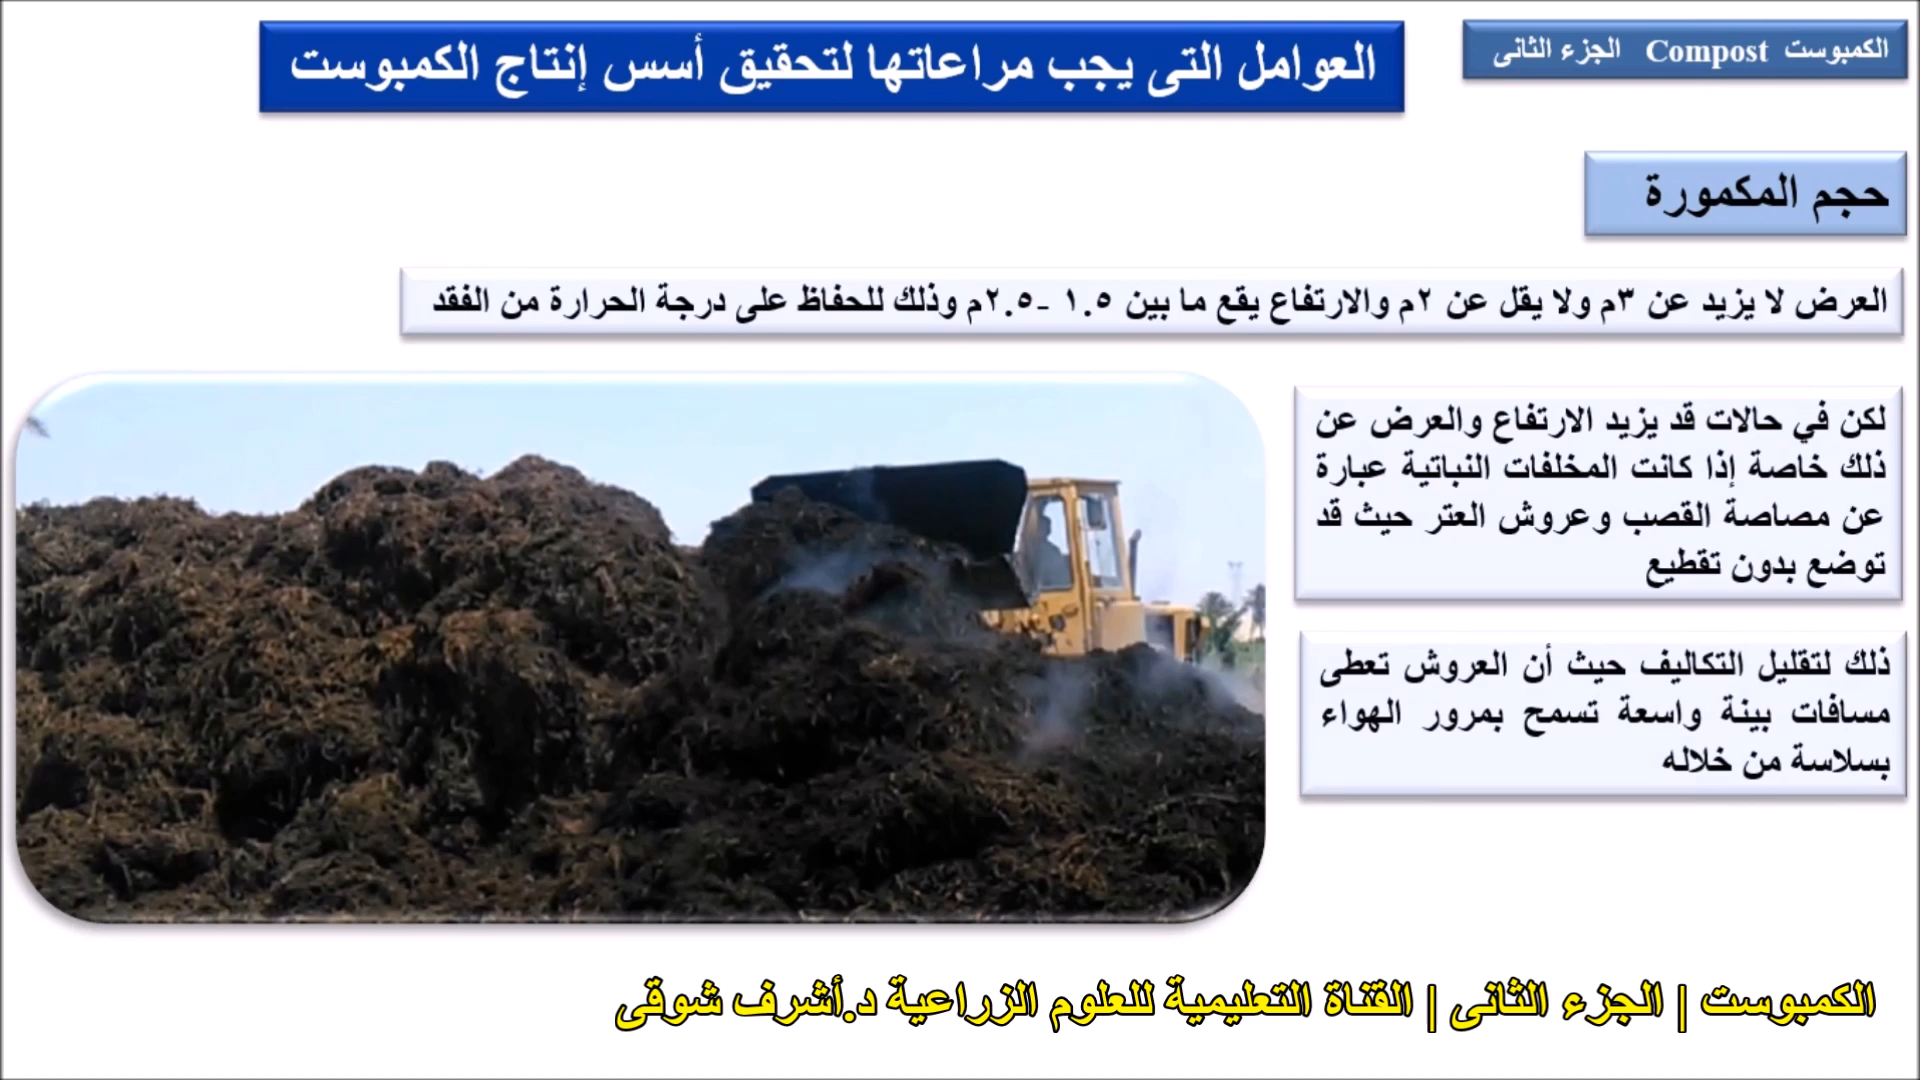 الكمبوست Compost الجزء الثانى
العوامل التى يجب مراعاتها لتحقيق أسس إنتاج الكمبوست
حجم المكمورة
العرض لا يزيد عن ٣م ولا يقل عن ٢م والارتفاع يقع ما بين ١.٥ -٢.٥م وذلك للحفاظ على درجة الحرارة من الفقد
لكن في حالات قد يزيد الارتفاع والعرض عن
ذلك خاصة إذا كانت المخلفات النباتية عبارة
عن مصاصة القصب وعروش العتر حيث قد
توضع بدون تقطيع
ذلك لتقليل التكاليف حيث أن العروش تعطى
مسافات بينة واسعة تسمح بمرور الهواء
بسلاسة من خلاله
الكمبوست | الجزء الثانى | القناة التعليمية للعلوم الزراعية د.أشرف شوقى